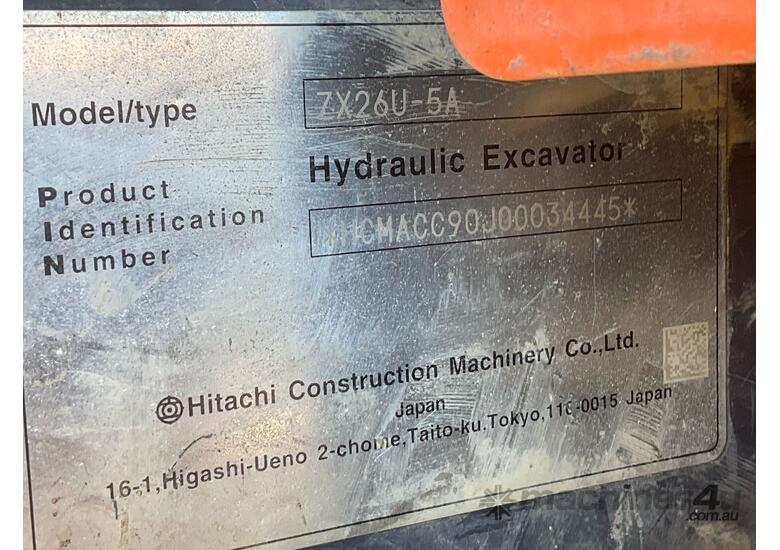 Model/type ZX26U-5A
Hydraulic Excavator
Product
Identification
Number
*HCMACC90J00034445*
Hitachi Construction Machinery Co.,Ltd.
Japan
16-1,Higashi-Ueno 2-chome,Taito-ku,Tokyo,110-0015 Japan
machines4u
.com.au